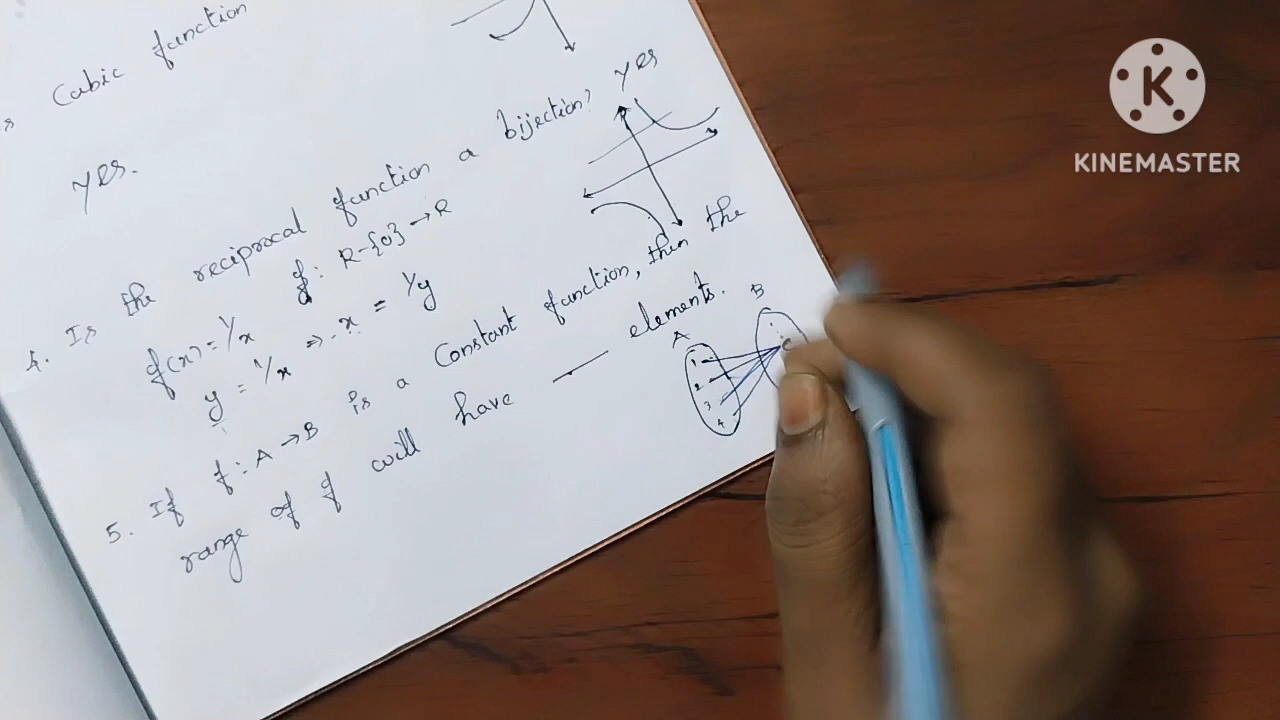 is Cubic function
yes.
4. Is the reciprocal function a bijection? yes
f(x) = 1/x f: R-{0} → R
y = 1/x ⇒ x = 1/y
5. If f: A → B is a Constant function, then the
range of f will have ___ elements.
A B
1
2
3
4
C
K
KINEMASTER